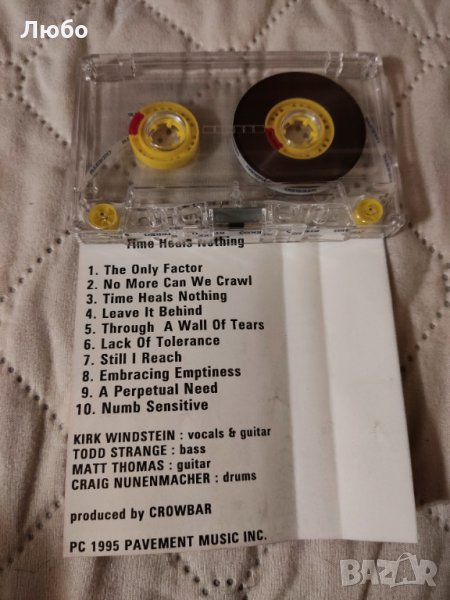 Любо
Time Heals Nothing
1. The Only Factor
2. No More Can We Crawl
3. Time Heals Nothing
4. Leave It Behind
5. Through A Wall Of Tears
6. Lack Of Tolerance
7. Still I Reach
8. Embracing Emptiness
9. A Perpetual Need
10. Numb Sensitive
KIRK WINDSTEIN : vocals & guitar
TODD STRANGE : bass
MATT THOMAS : guitar
CRAIG NUNENMACHER : drums
produced by CROWBAR
PC 1995 PAVEMENT MUSIC INC.
BAZAR